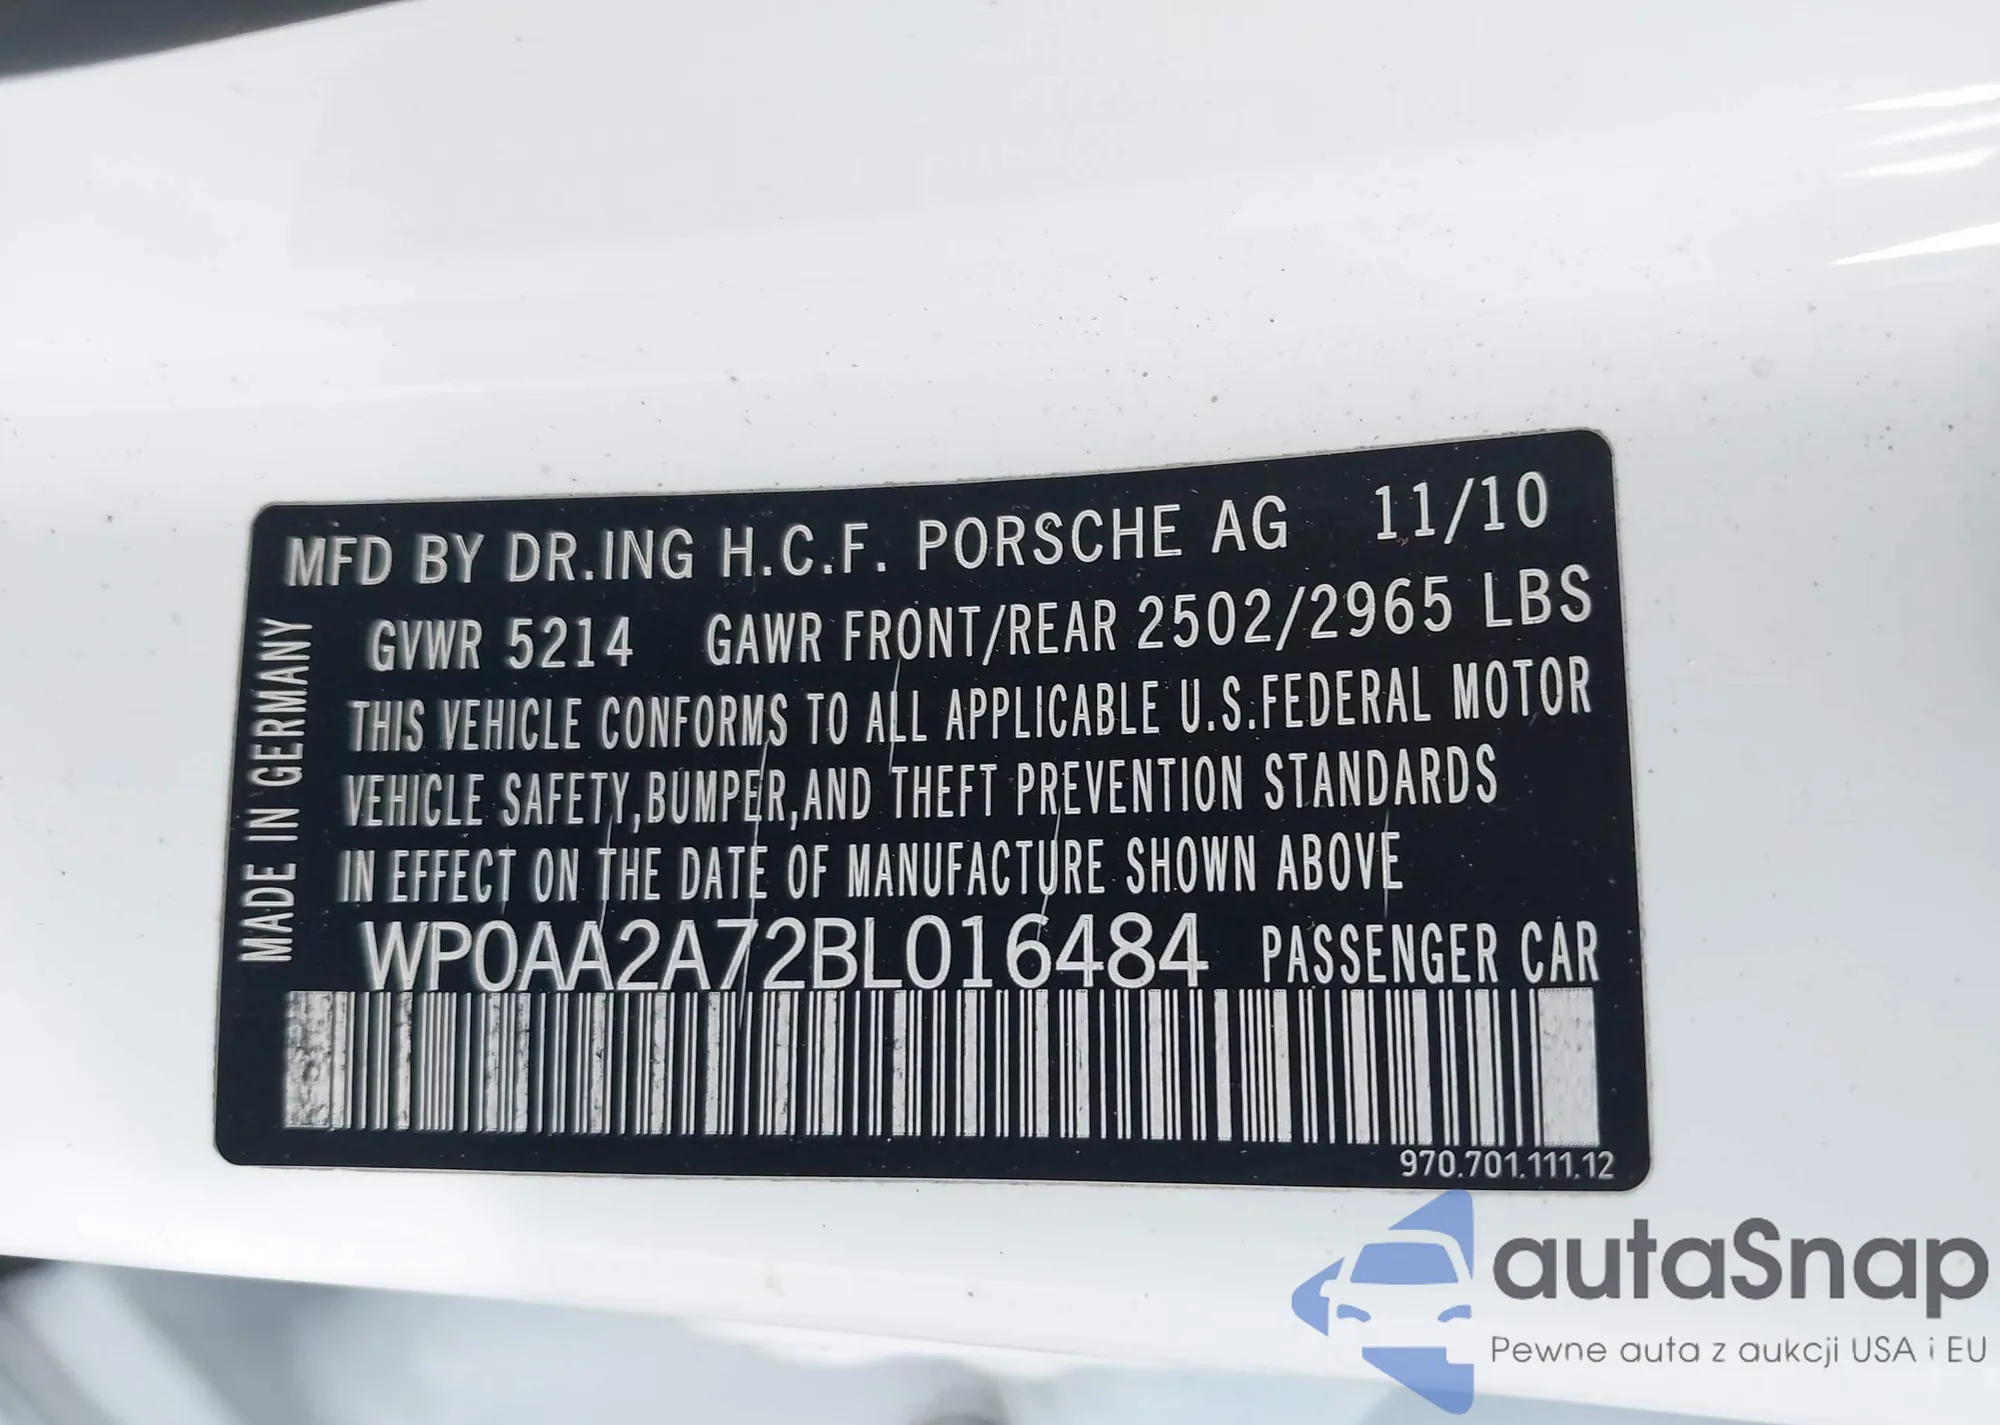 MFD BY DR.ING H.C.F. PORSCHE AG 11/10
GVWR 5214 GAWR FRONT/REAR 2502/2965 LBS
THIS VEHICLE CONFORMS TO ALL APPLICABLE U.S.FEDERAL MOTOR
VEHICLE SAFETY,BUMPER,AND THEFT PREVENTION STANDARDS
IN EFFECT ON THE DATE OF MANUFACTURE SHOWN ABOVE
WP0AA2A72BL016484 PASSENGER CAR
970.701.111.12
MADE IN GERMANY
autaSnap
Pewne auta z aukcji USA i EU